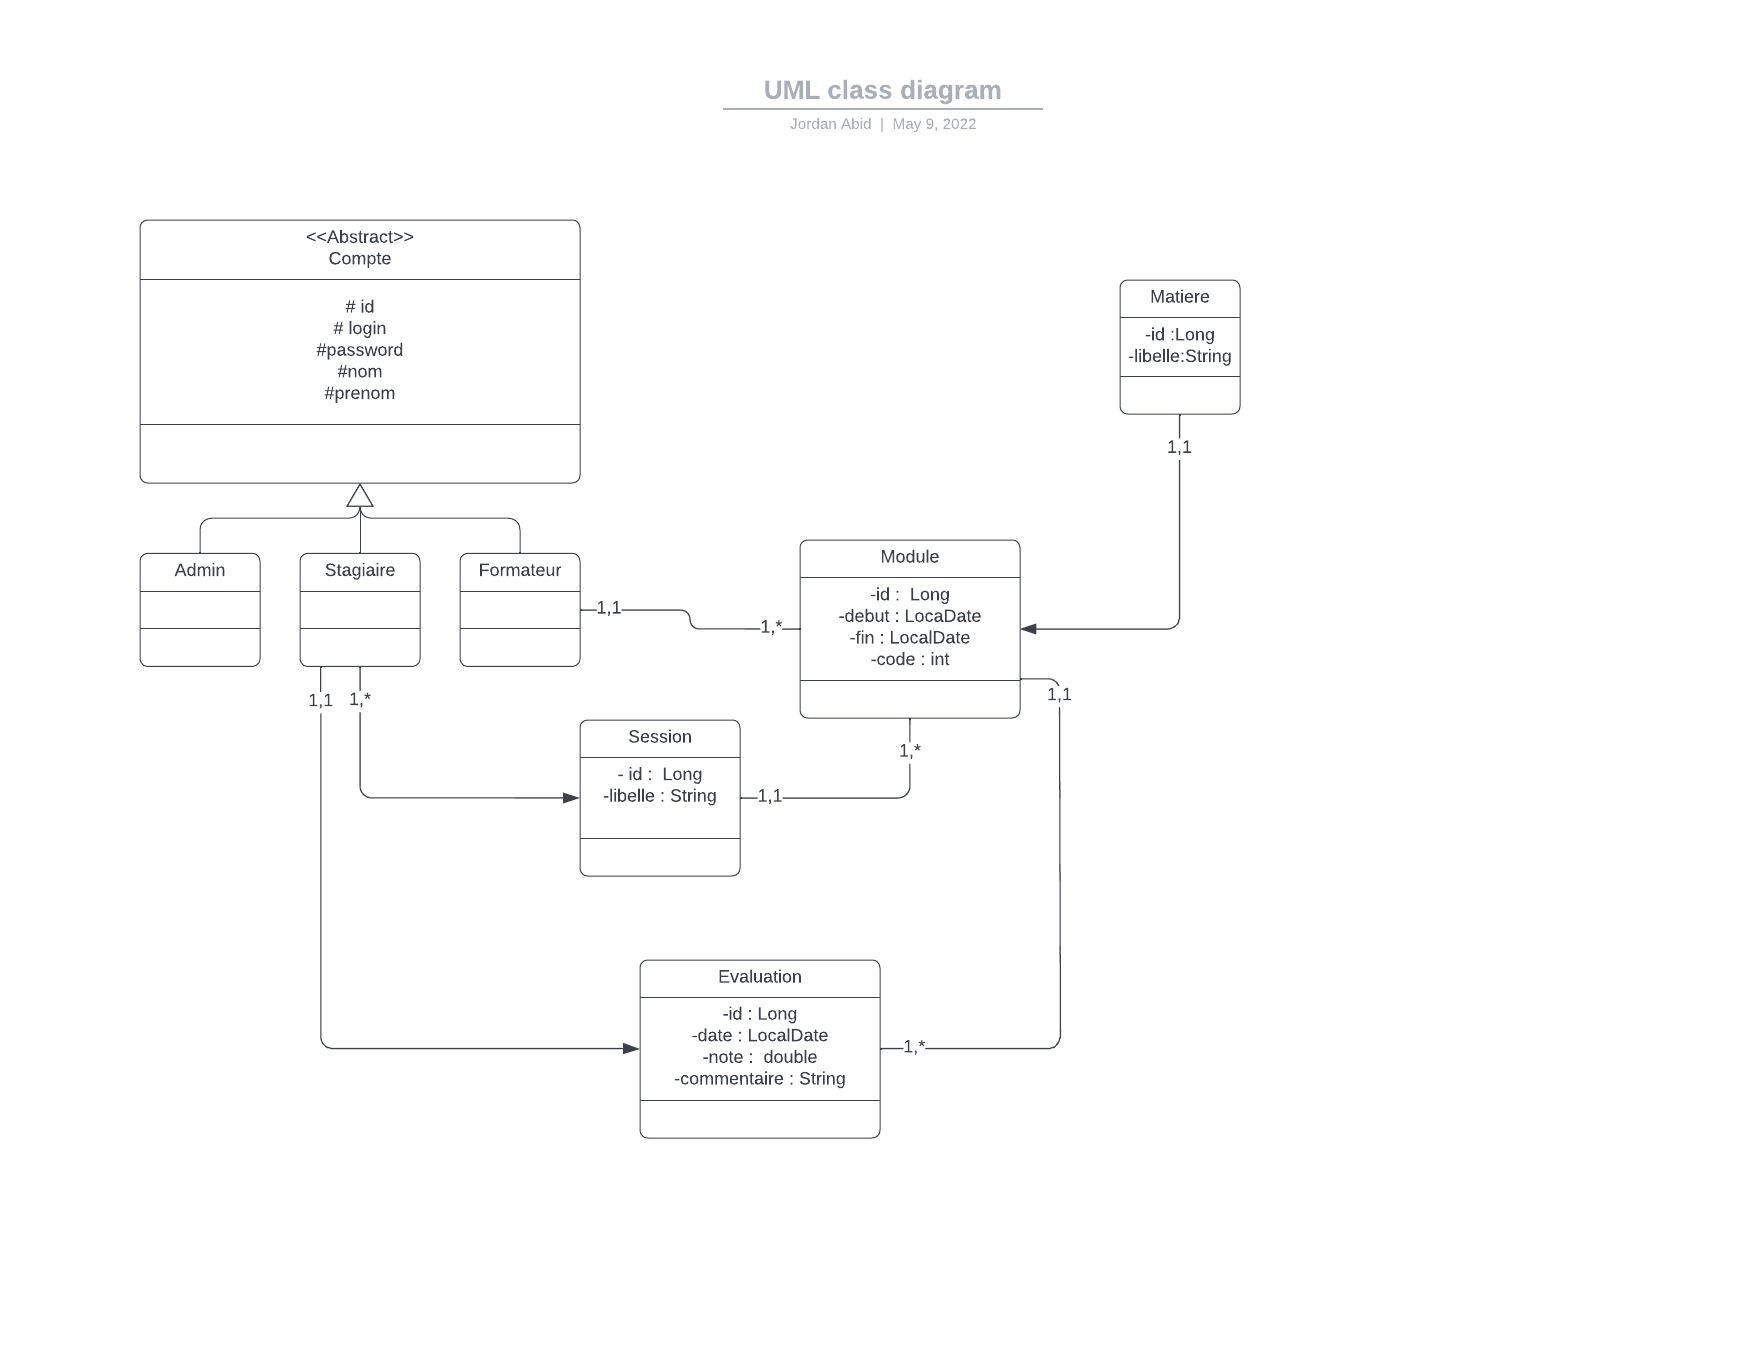 UML class diagram
Jordan Abid | May 9, 2022
<<Abstract>>
Compte
# id
# login
#password
#nom
#prenom
Matiere
-id :Long
-libelle:String
1,1
Admin
Stagiaire
Formateur
1,1
1,*
Module
-id : Long
-debut : LocaDate
-fin : LocalDate
-code : int
1,1
1,1
1,*
Session
- id : Long
-libelle : String
1,1
1,*
Evaluation
-id : Long
-date : LocalDate
-note : double
-commentaire : String
1,*